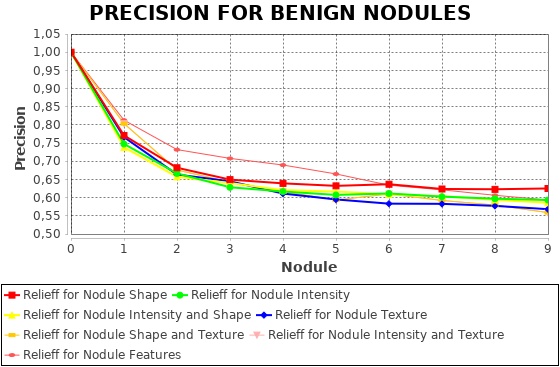 PRECISION FOR BENIGN NODULES
1,05
1,00
0,95
0,90
0,85
0,80
0,75
0,70
0,65
0,60
0,55
0,50
Precision
0 1 2 3 4 5 6 7 8 9
Nodule
Relieff for Nodule Shape Relieff for Nodule Intensity
Relieff for Nodule Intensity and Shape Relieff for Nodule Texture
Relieff for Nodule Shape and Texture Relieff for Nodule Intensity and Texture
Relieff for Nodule Features